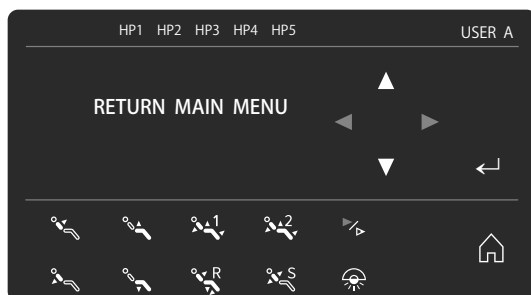 HP1 HP2 HP3 HP4 HP5 USER A
RETURN MAIN MENU
1 2
R S